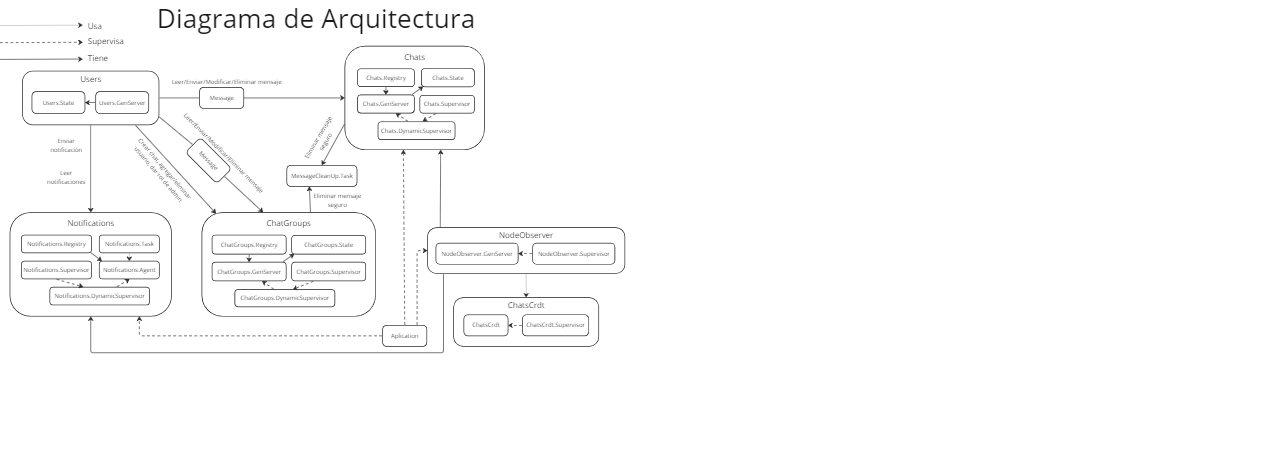 Diagrama de Arquitectura
Usa
Supervisa
Tiene
Users
Users.State
Users.GenServer
Leer/Enviar/Modificar/Eliminar mensaje
Message
Chats
Chats.Registry
Chats.State
Chats.GenServer
Chats.Supervisor
Chats.DynamicSupervisor
Enviar
notificación
Leer
notificaciones
Crear chat, agregar/eliminar
usuario, dar rol de admin
Leer/Enviar/Modificar/Eliminar mensaje
Message
Eliminar mensaje
seguro
MessageCleanUp.Task
Eliminar mensaje
seguro
Notifications
Notifications.Registry
Notifications.Task
Notifications.Supervisor
Notifications.Agent
Notifications.DynamicSupervisor
ChatGroups
ChatGroups.Registry
ChatGroups.State
ChatGroups.GenServer
ChatGroups.Supervisor
ChatGroups.DynamicSupervisor
NodeObserver
NodeObserver.GenServer
NodeObserver.Supervisor
ChatsCrdt
ChatsCrdt
ChatsCrdt.Supervisor
Aplication